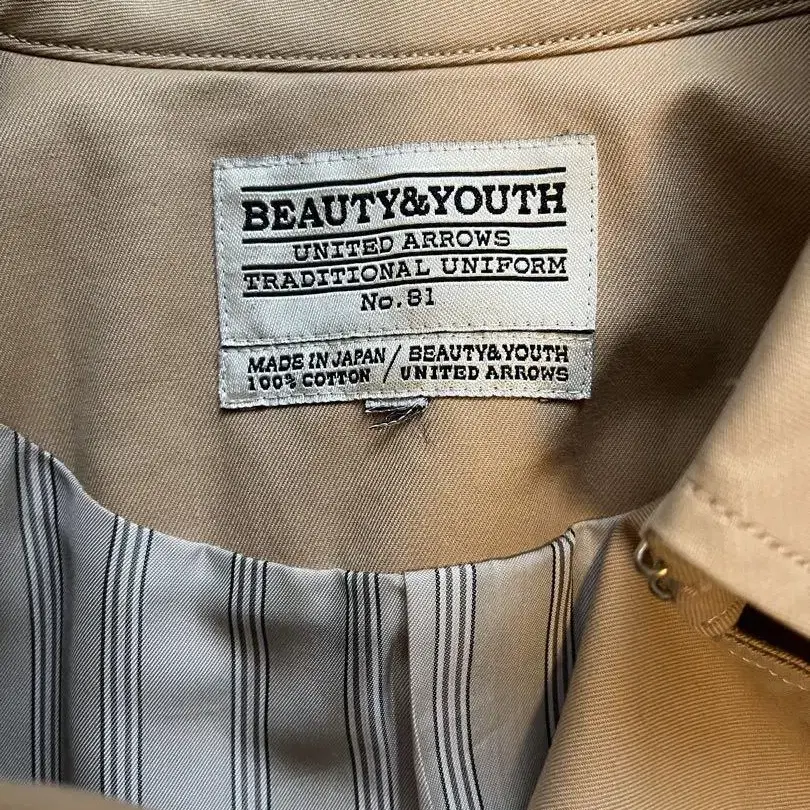 BEAUTY&YOUTH
UNITED ARROWS
TRADITIONAL UNIFORM
No.81
MADE IN JAPAN / BEAUTY&YOUTH
100% COTTON / UNITED ARROWS